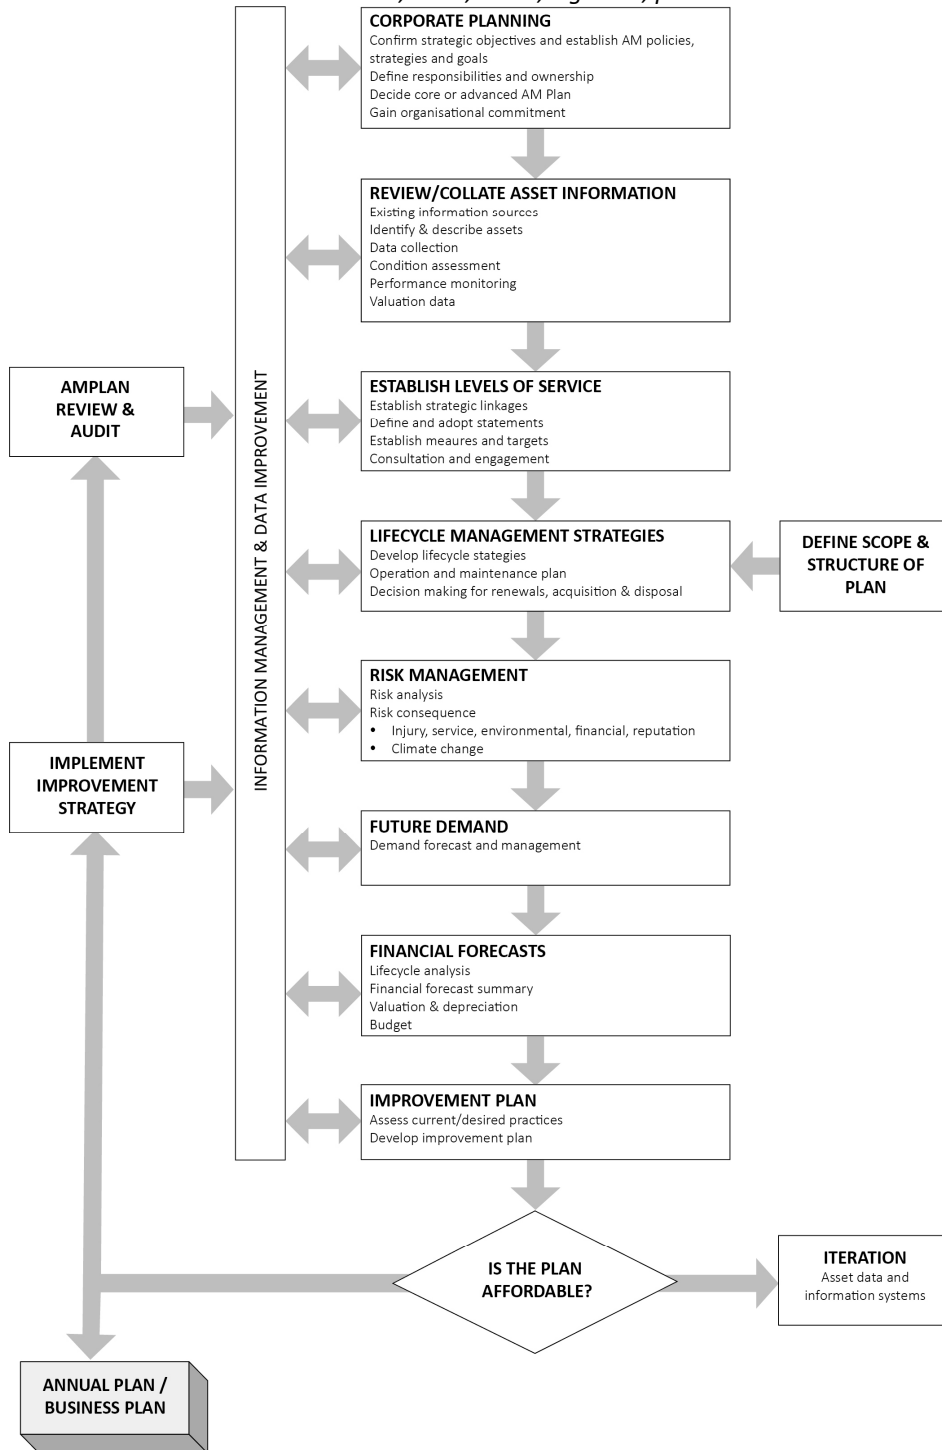 CORPORATE PLANNING
Confirm strategic objectives and establish AM policies,
strategies and goals
Define responsibilities and ownership
Decide core or advanced AM Plan
Gain organisational commitment
REVIEW/COLLATE ASSET INFORMATION
Existing information sources
Identify & describe assets
Data collection
Condition assessment
Performance monitoring
Valuation data
AMPLAN
REVIEW &
AUDIT
INFORMATION MANAGEMENT & DATA IMPROVEMENT
ESTABLISH LEVELS OF SERVICE
Establish strategic linkages
Define and adopt statements
Establish meaures and targets
Consultation and engagement
LIFECYCLE MANAGEMENT STRATEGIES
Develop lifecycle stategies
Operation and maintenance plan
Decision making for renewals, acquisition & disposal
DEFINE SCOPE &
STRUCTURE OF
PLAN
RISK MANAGEMENT
Risk analysis
Risk consequence
• Injury, service, environmental, financial, reputation
• Climate change
IMPLEMENT
IMPROVEMENT
STRATEGY
FUTURE DEMAND
Demand forecast and management
FINANCIAL FORECASTS
Lifecycle analysis
Financial forecast summary
Valuation & depreciation
Budget
IMPROVEMENT PLAN
Assess current/desired practices
Develop improvement plan
IS THE PLAN
AFFORDABLE?
ITERATION
Asset data and
information systems
ANNUAL PLAN /
BUSINESS PLAN